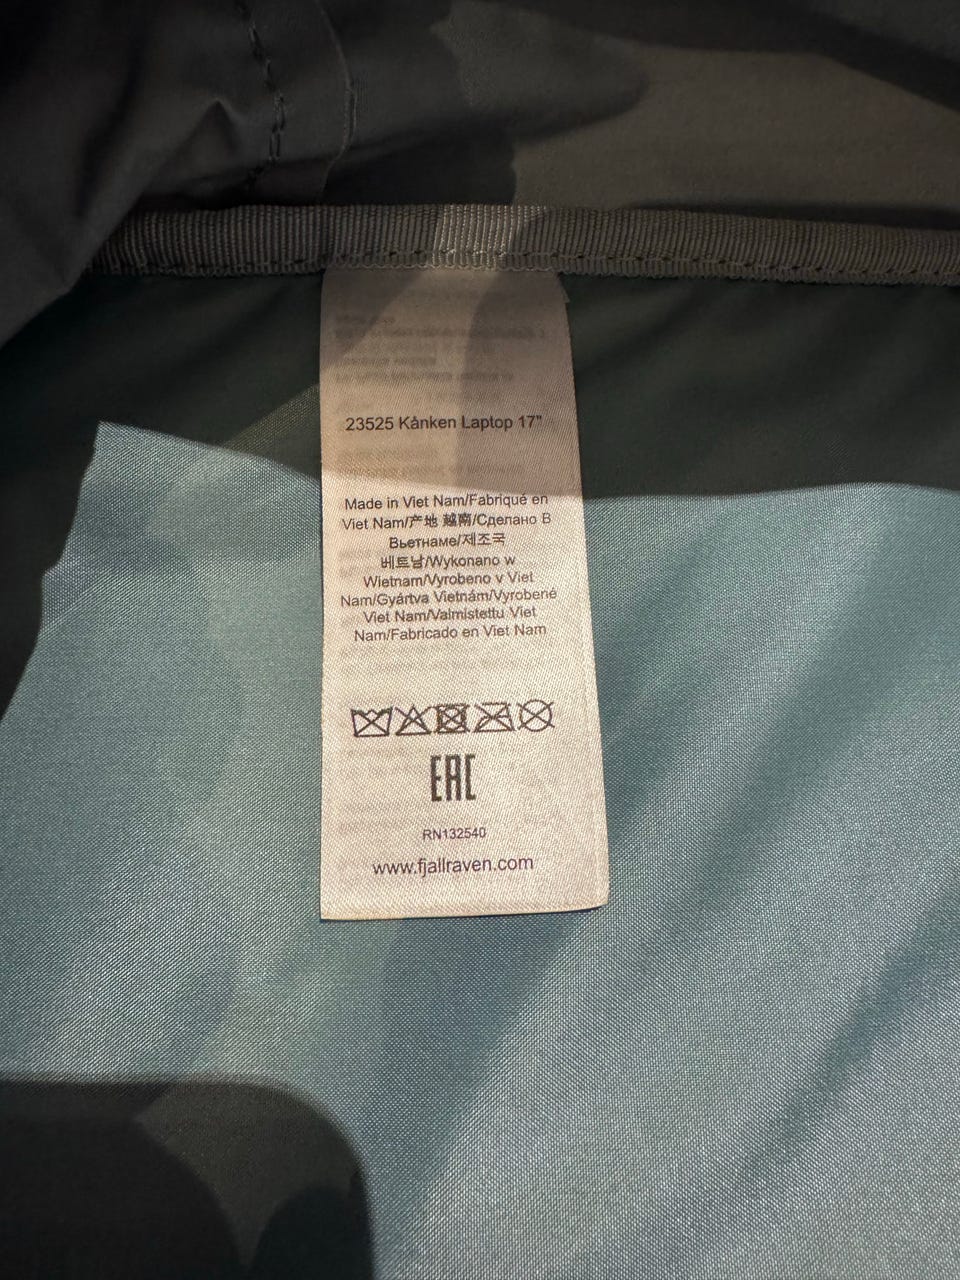 23525 Kånken Laptop 17"
Made in Viet Nam/Fabriqué en
Viet Nam/产地 越南/Сделано В
Вьетнаме/제조국
베트남/Wykonano w
Wietnam/Vyrobeno v Viet
Nam/Gyártva Vietnám/Vyrobené
Viet Nam/Valmistettu Viet
Nam/Fabricado en Viet Nam
EAC
RN132540
www.fjallraven.com